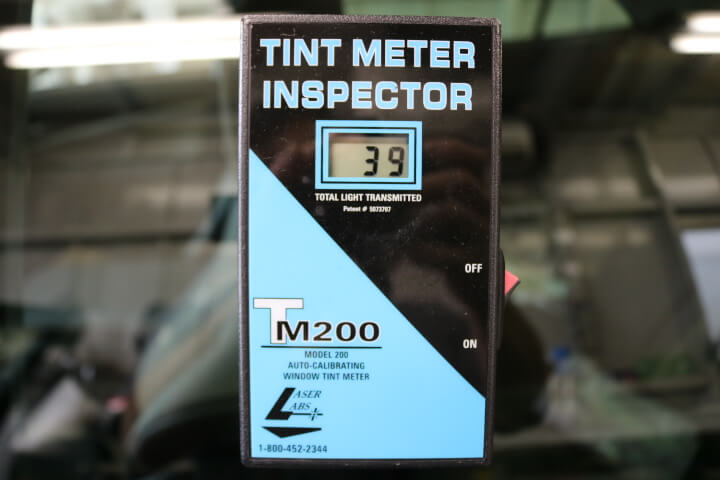 TINT METER
INSPECTOR
39
TOTAL LIGHT TRANSMITTED
Patent # 5073707
OFF
ON
TM200
MODEL 200
AUTO-CALIBRATING
WINDOW TINT METER
LASER
LABS
1-800-452-2344